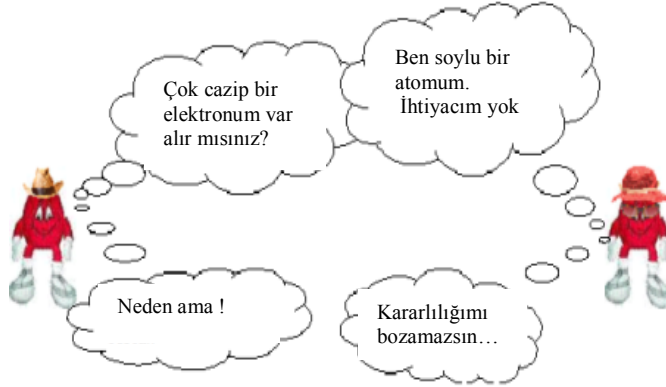 Çok cazip bir
elektronum var
alır mısınız?
Ben soylu bir
atomum.
İhtiyacım yok
Neden ama !
Kararlılığımı
bozamazsın…